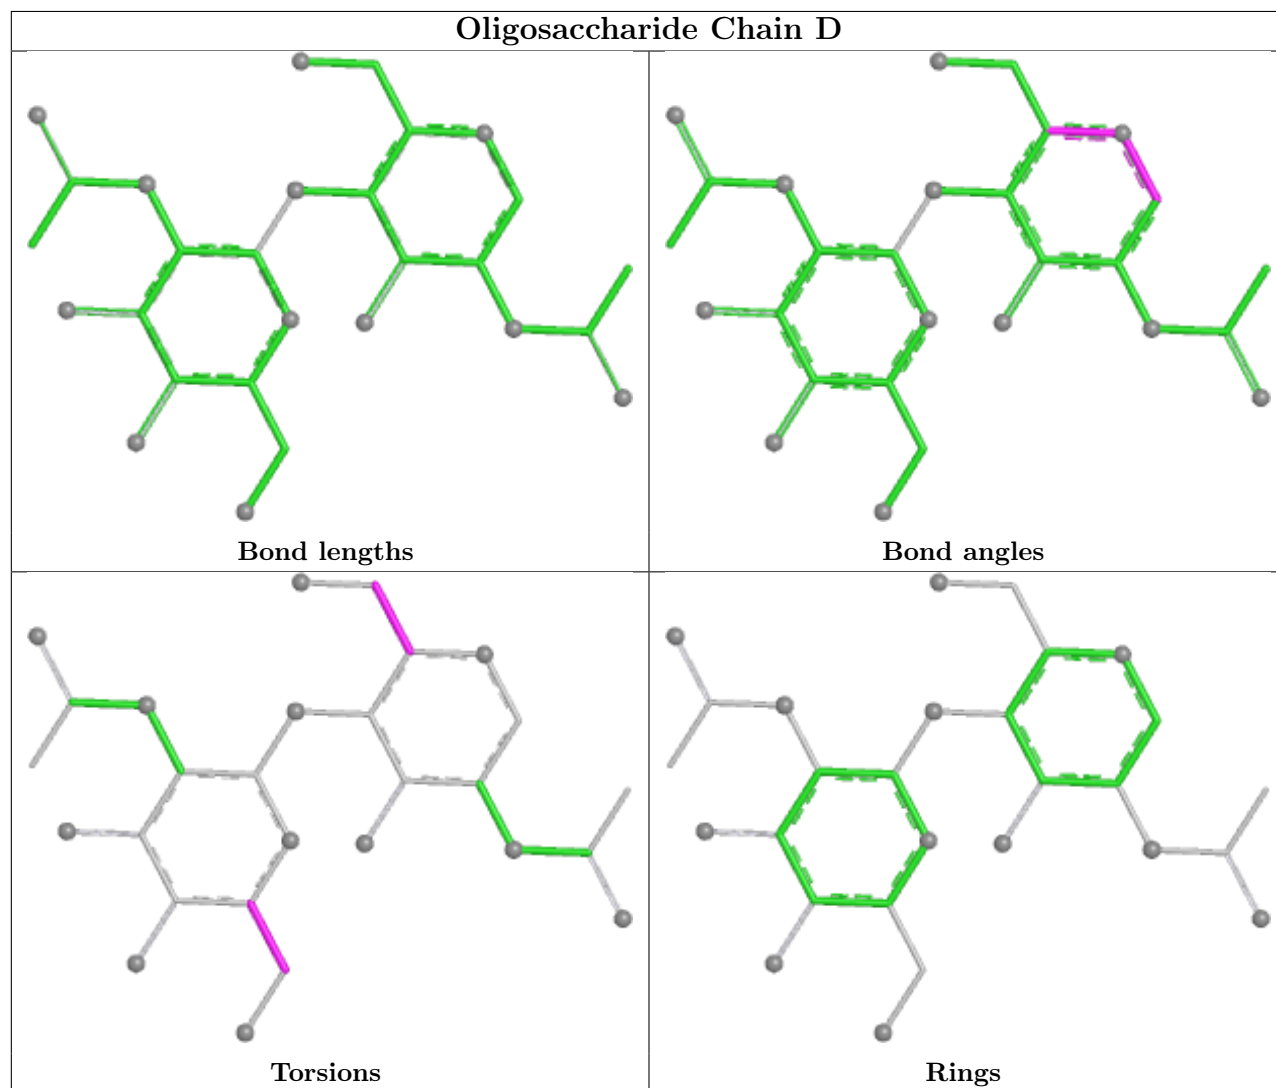 Oligosaccharide Chain D
Bond lengths
Bond angles
Torsions
Rings